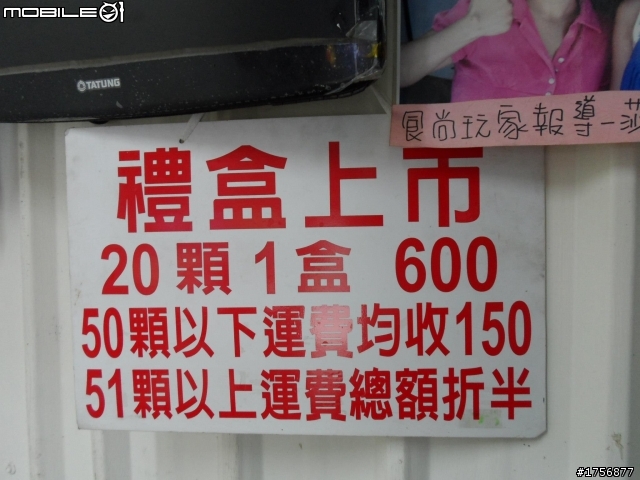 MOBILE01
TATUNG
食尚玩家報導—莎
禮盒上市
20顆1盒 600
50顆以下運費均收150
51顆以上運費總額折半
#1756877